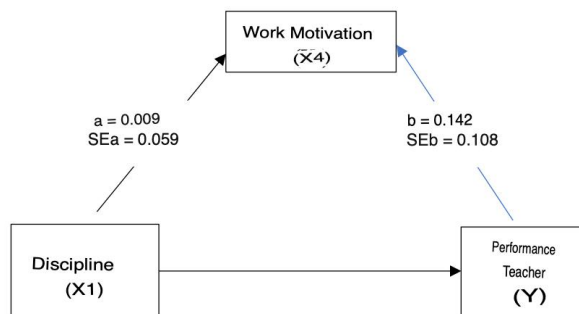 Work Motivation
(X4)
a = 0.009
SEa = 0.059
b = 0.142
SEb = 0.108
Discipline
(X1)
Performance
Teacher
(Y)